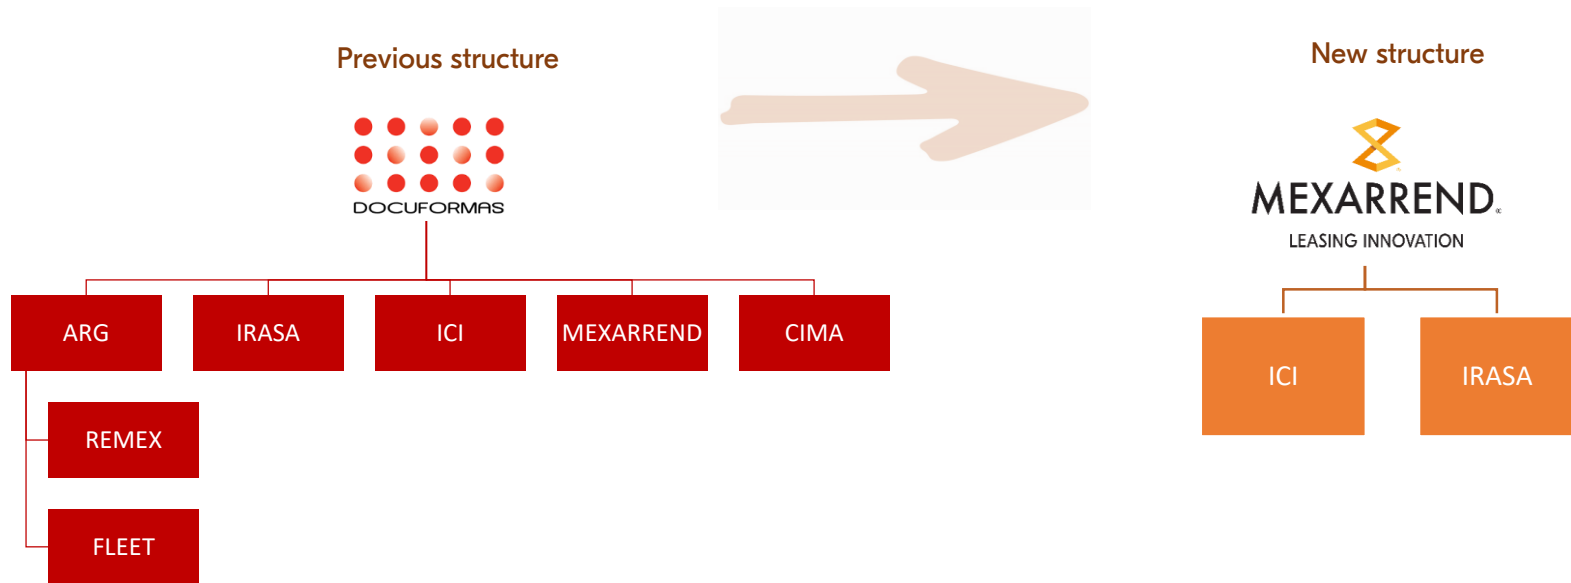 Previous structure
New structure
DOCUFORMAS
MEXARREND
LEASING INNOVATION
ARG
IRASA
ICI
MEXARREND
CIMA
REMEX
FLEET
ICI
IRASA